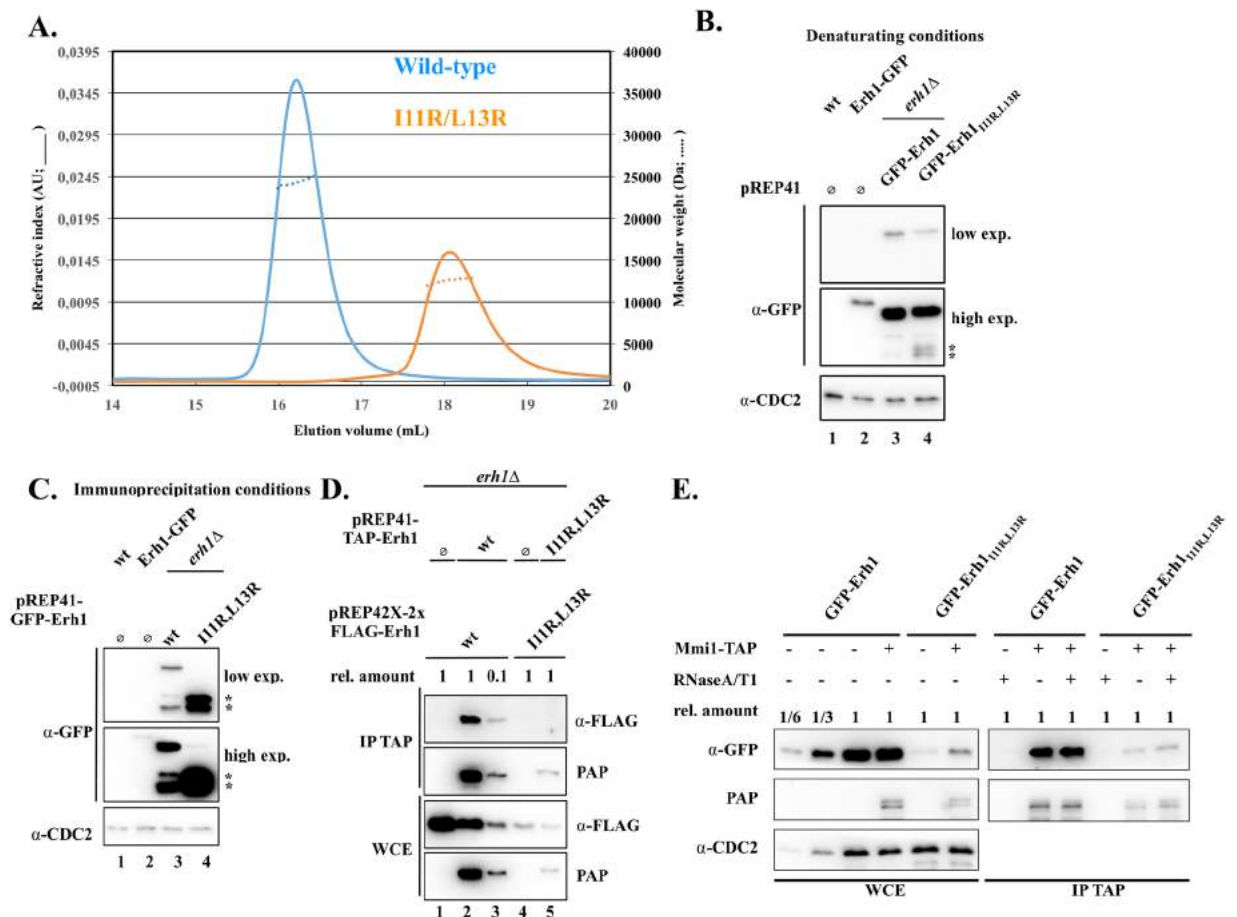 A.
0,0395
0,0345
0,0295
0,0245
0,0195
0,0145
0,0095
0,0045
-0,0005
Refractive index (AU; ____)
Wild-type
I11R/L13R
40000
35000
30000
25000
20000
15000
10000
5000
0
Molecular weight (Da; .....)
14 15 16 17 18 19 20
Elution volume (mL)
B.
Denaturating conditions
wt
Erh1-GFP
erh1Δ
GFP-Erh1
GFP-Erh1I11R,L13R
pREP41 ø ø
low exp.
α-GFP
high exp.
*
*
α-CDC2
1 2 3 4
C.
Immunoprecipitation conditions
wt
Erh1-GFP
erh1Δ
pREP41-
GFP-Erh1
ø ø wt I11R,L13R
low exp.
*
*
α-GFP
high exp.
*
*
α-CDC2
1 2 3 4
D.
erh1Δ
pREP41-
TAP-Erh1
ø wt ø I11R,L13R
pREP42X-2x
FLAG-Erh1
wt I11R,L13R
rel. amount 1 1 0.1 1 1
IP TAP
α-FLAG
PAP
WCE
α-FLAG
PAP
1 2 3 4 5
E.
GFP-Erh1 GFP-Erh1I11R,L13R GFP-Erh1 GFP-Erh1I11R,L13R
Mmi1-TAP - - - + - + - + + - + +
RNaseA/T1 - - - - - - + - + + - +
rel. amount 1/6 1/3 1 1 1 1 1 1 1 1 1 1
α-GFP
PAP
α-CDC2
WCE IP TAP